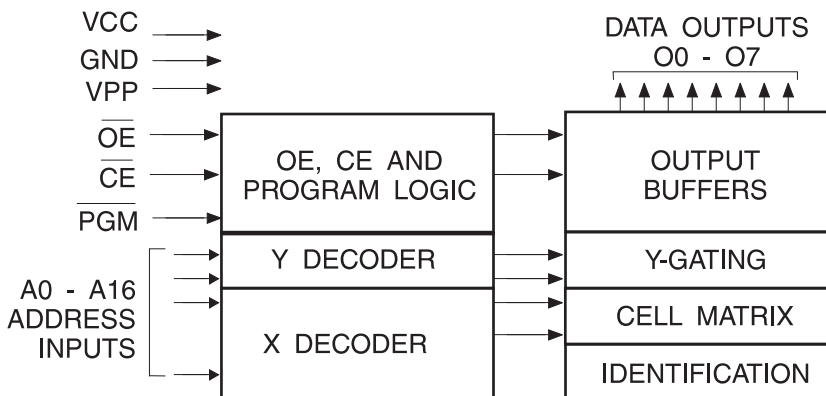 VCC
GND
VPP
OE
CE
PGM
A0 - A16
ADDRESS
INPUTS
OE, CE AND
PROGRAM LOGIC
Y DECODER
X DECODER
DATA OUTPUTS
O0 - O7
OUTPUT
BUFFERS
Y-GATING
CELL MATRIX
IDENTIFICATION